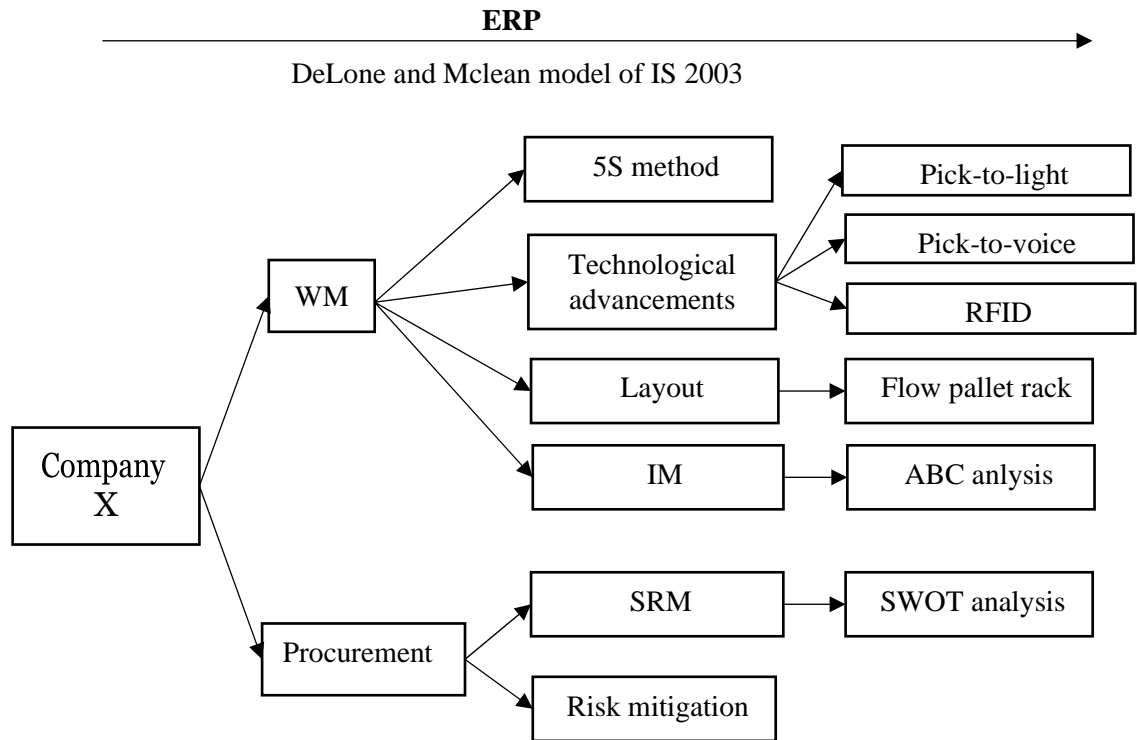 ERP
DeLone and Mclean model of IS 2003
5S method
Pick-to-light
Pick-to-voice
Technological
advancements
WM
RFID
Layout
Flow pallet rack
Company
X
IM
ABC anlysis
SRM
SWOT analysis
Procurement
Risk mitigation